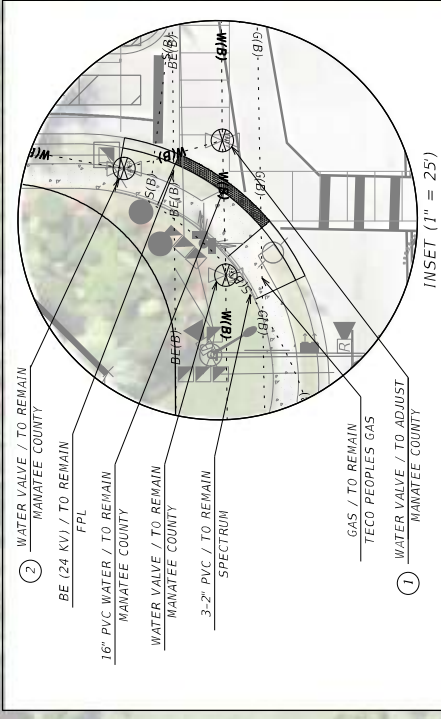 2
WATER VALVE / TO REMAIN
MANATEE COUNTY
BE (24 KV) / TO REMAIN
FPL
16" PVC WATER / TO REMAIN
MANATEE COUNTY
WATER VALVE / TO REMAIN
MANATEE COUNTY
3-2" PVC / TO REMAIN
SPECTRUM
GAS / TO REMAIN
TECO PEOPLES GAS
1
WATER VALVE / TO ADJUST
MANATEE COUNTY
S(B)
BE(B)
W(B)
G(B)
W(B)
S(B)
BE(B)
W(B)
G(B)
BE(B)
W(B)
G(B)
R
INSET (1" = 25')